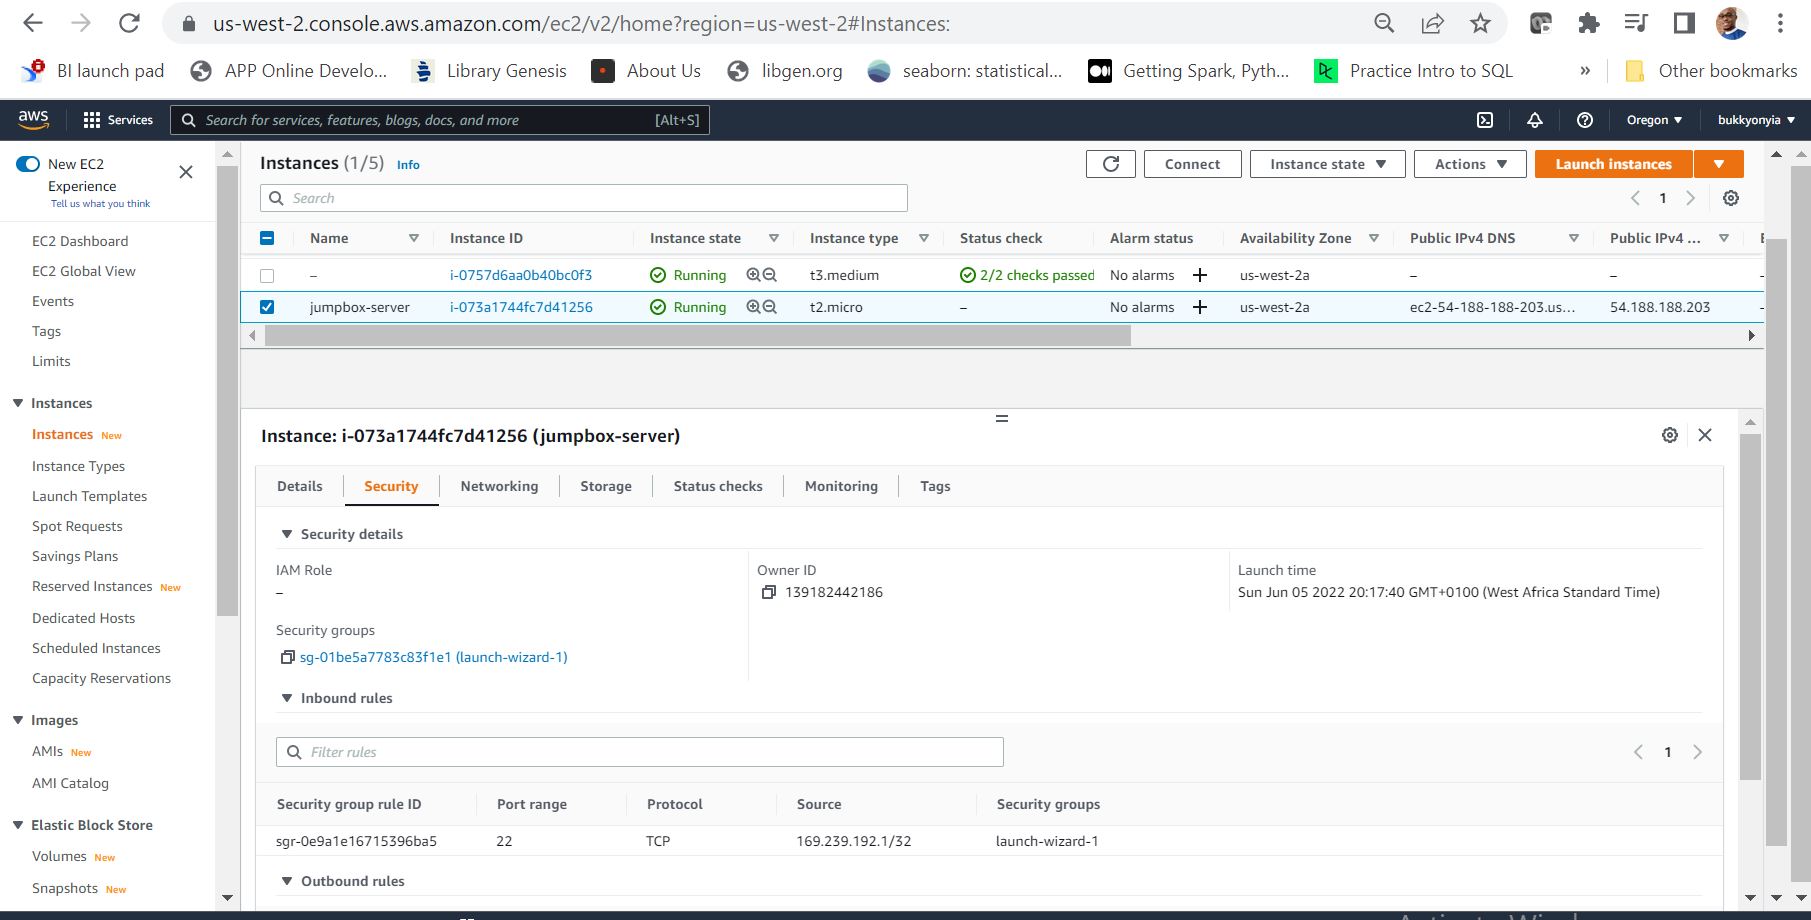 us-west-2.console.aws.amazon.com/ec2/v2/home?region=us-west-2#Instances:
BI launch pad
APP Online Develo...
Library Genesis
About Us
libgen.org
seaborn: statistical...
Getting Spark, Pyth...
Practice Intro to SQL
»
Other bookmarks
aws
Services
Search for services, features, blogs, docs, and more
[Alt+S]
Oregon
bukkyonyia
New EC2
Experience
Tell us what you think
EC2 Dashboard
EC2 Global View
Events
Tags
Limits
Instances
Instances New
Instance Types
Launch Templates
Spot Requests
Savings Plans
Reserved Instances New
Dedicated Hosts
Scheduled Instances
Capacity Reservations
Images
AMIs New
AMI Catalog
Elastic Block Store
Volumes New
Snapshots New
Instances (1/5) Info
Connect
Instance state
Actions
Launch instances
Search
1
Name Instance ID Instance state Instance type Status check Alarm status Availability Zone Public IPv4 DNS Public IPv4 ...
– i-0757d6aa0b40bc0f3 Running t3.medium 2/2 checks passed No alarms + us-west-2a – –
jumpbox-server i-073a1744fc7d41256 Running t2.micro – No alarms + us-west-2a ec2-54-188-188-203.us... 54.188.188.203
Instance: i-073a1744fc7d41256 (jumpbox-server)
Details Security Networking Storage Status checks Monitoring Tags
Security details
IAM Role
–
Owner ID
139182442186
Launch time
Sun Jun 05 2022 20:17:40 GMT+0100 (West Africa Standard Time)
Security groups
sg-01be5a7783c83f1e1 (launch-wizard-1)
Inbound rules
Filter rules
1
Security group rule ID Port range Protocol Source Security groups
sgr-0e9a1e16715396ba5 22 TCP 169.239.192.1/32 launch-wizard-1
Outbound rules